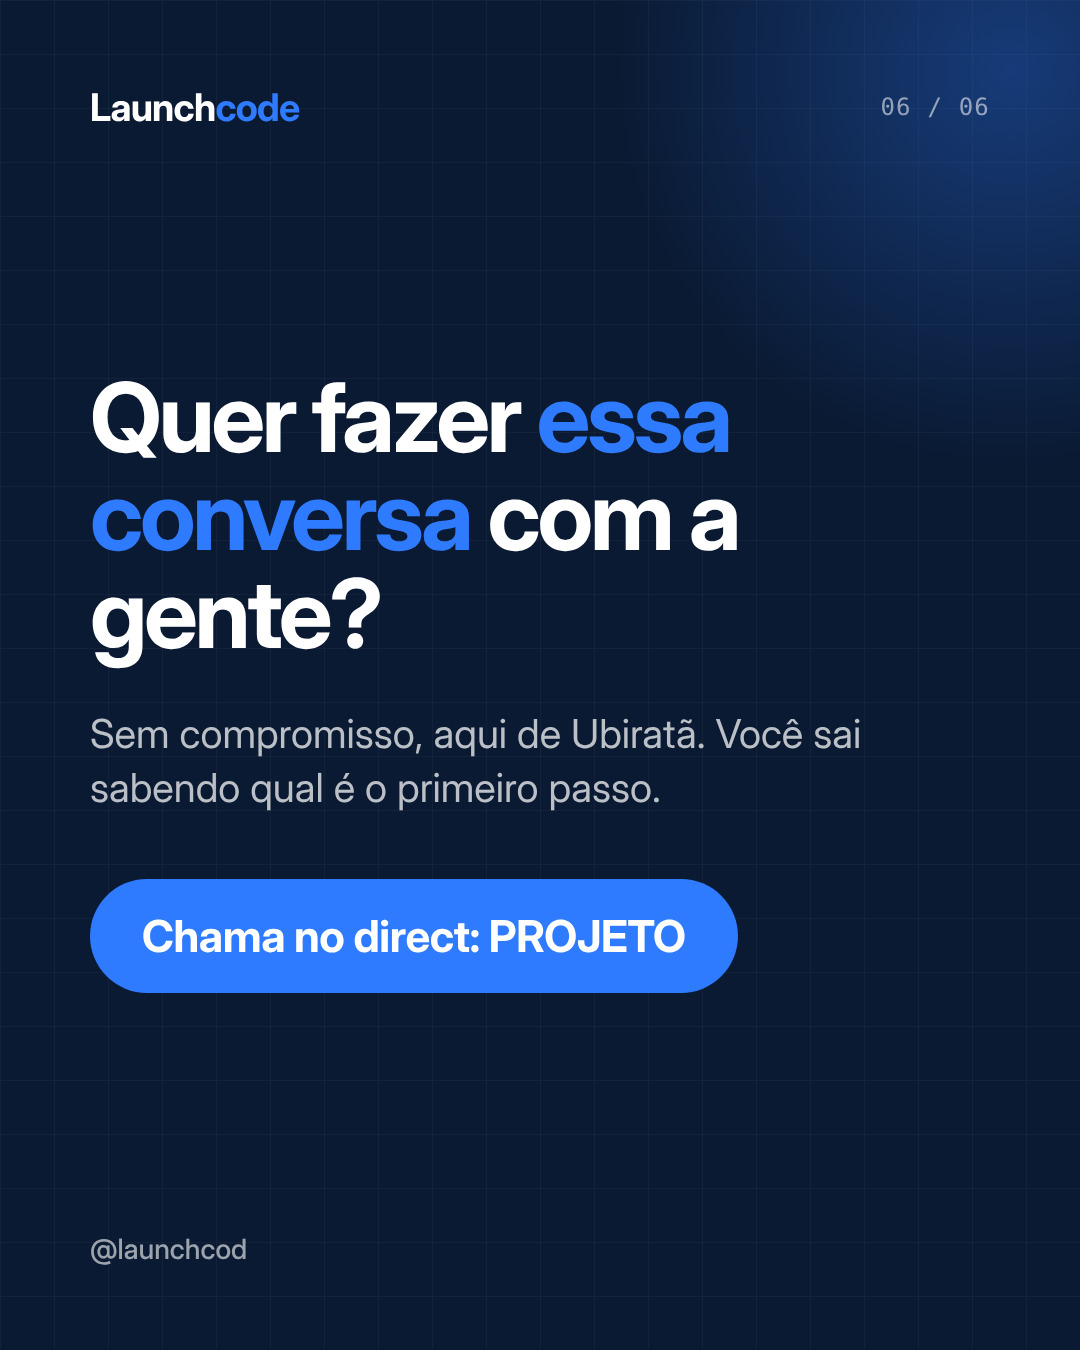 Launchcode
06 / 06
Quer fazer essa
conversa com a
gente?
Sem compromisso, aqui de Ubiratã. Você sai
sabendo qual é o primeiro passo.
Chama no direct: PROJETO
@launchcod